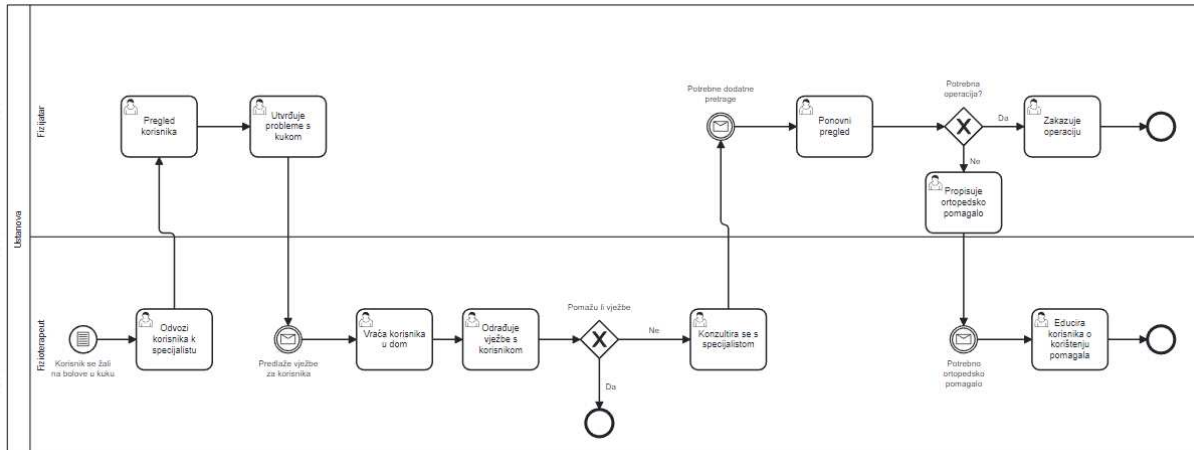 Ustanova
Fizijatar
Pregled
korisnika
Utvrđuje
probleme s
kukom
Potrebne dodatne
pretrage
Ponovni
pregled
Potrebna
operacija?
Da
Zakazuje
operaciju
Ne
Propisuje
ortopedsko
pomagalo
Fizioterapeut
Korisnik se žali
na bolove u kuku
Odvozi
korisnika k
specijalistu
Predlaže vježbe
za korisnika
Vraća korisnika
u dom
Odrađuje
vježbe s
korisnikom
Pomažu li vježbe
Ne
Da
Konzultira se s
specijalistom
Potrebno
ortopedsko
pomagalo
Educira
korisnika o
korištenju
pomagala